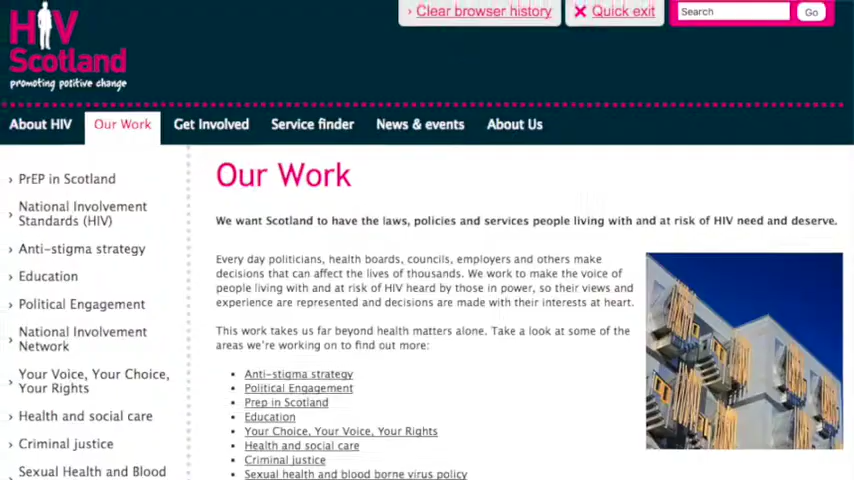 › Clear browser history
× Quick exit
Search
Go
HIV
Scotland
promoting positive change
About HIV
Our Work
Get Involved
Service finder
News & events
About Us
› PrEP in Scotland
› National Involvement
Standards (HIV)
› Anti-stigma strategy
› Education
› Political Engagement
› National Involvement
Network
› Your Voice, Your Choice,
Your Rights
› Health and social care
› Criminal justice
Sexual Health and Blood
Our Work
We want Scotland to have the laws, policies and services people living with and at risk of HIV need and deserve.
Every day politicians, health boards, councils, employers and others make
decisions that can affect the lives of thousands. We work to make the voice of
people living with and at risk of HIV heard by those in power, so their views and
experience are represented and decisions are made with their interests at heart.
This work takes us far beyond health matters alone. Take a look at some of the
areas we're working on to find out more:
• Anti-stigma strategy
• Political Engagement
• Prep in Scotland
• Education
• Your Choice, Your Voice, Your Rights
• Health and social care
• Criminal justice
• Sexual health and blood borne virus policy